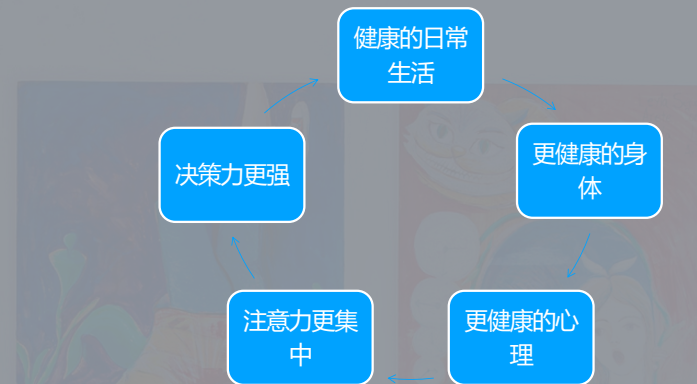 健康的日常
生活
更健康的身
体
更健康的心
理
注意力更集
中
决策力更强